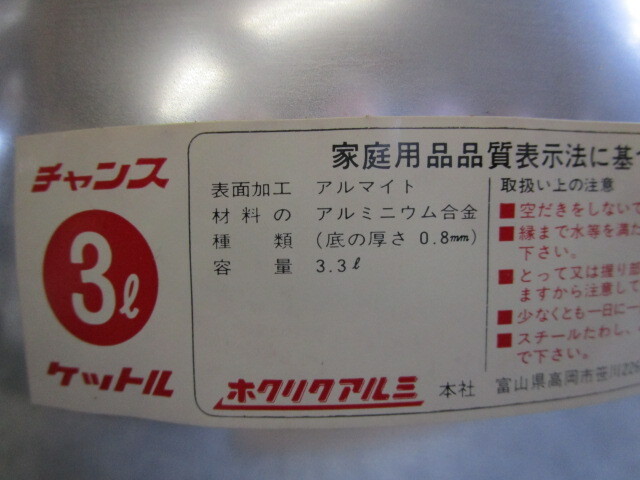 チャンス
3ℓ
ケットル
家庭用品品質表示法に基づ
表面加工 アルマイト
材料の アルミニウム合金
種類 (底の厚さ 0.8mm)
容量 3.3ℓ
取扱い上の注意
■空だきをしないで
■縁まで水等を満た
下さい。
■とって又は握り部
ますから注意して
■少なくとも一日に一
■スチールたわし、
で下さい。
ホクリクアルミ 本社 富山県高岡市笹川226